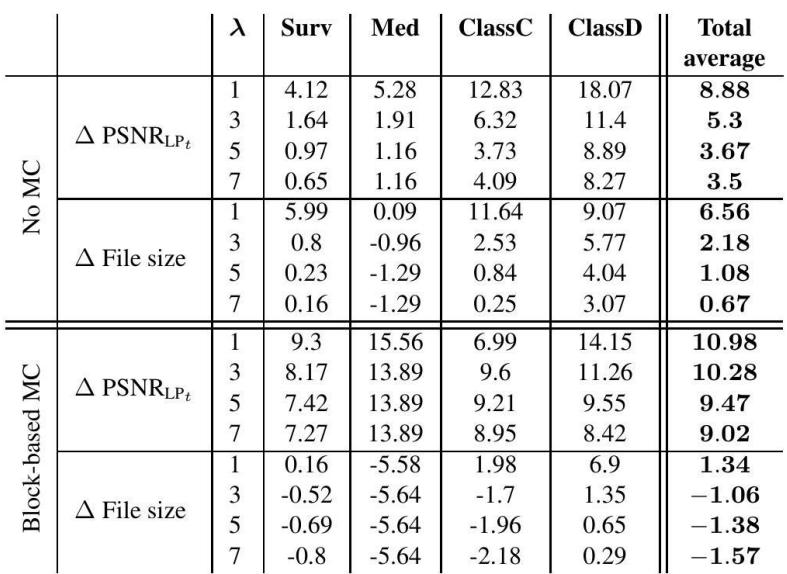 λ Surv Med ClassC ClassD Total average
No MC
Δ PSNR_LPt
1 4.12 5.28 12.83 18.07 8.88
3 1.64 1.91 6.32 11.4 5.3
5 0.97 1.16 3.73 8.89 3.67
7 0.65 1.16 4.09 8.27 3.5
Δ File size
1 5.99 0.09 11.64 9.07 6.56
3 0.8 -0.96 2.53 5.77 2.18
5 0.23 -1.29 0.84 4.04 1.08
7 0.16 -1.29 0.25 3.07 0.67
Block-based MC
Δ PSNR_LPt
1 9.3 15.56 6.99 14.15 10.98
3 8.17 13.89 9.6 11.26 10.28
5 7.42 13.89 9.21 9.55 9.47
7 7.27 13.89 8.95 8.42 9.02
Δ File size
1 0.16 -5.58 1.98 6.9 1.34
3 -0.52 -5.64 -1.7 1.35 −1.06
5 -0.69 -5.64 -1.96 0.65 −1.38
7 -0.8 -5.64 -2.18 0.29 −1.57